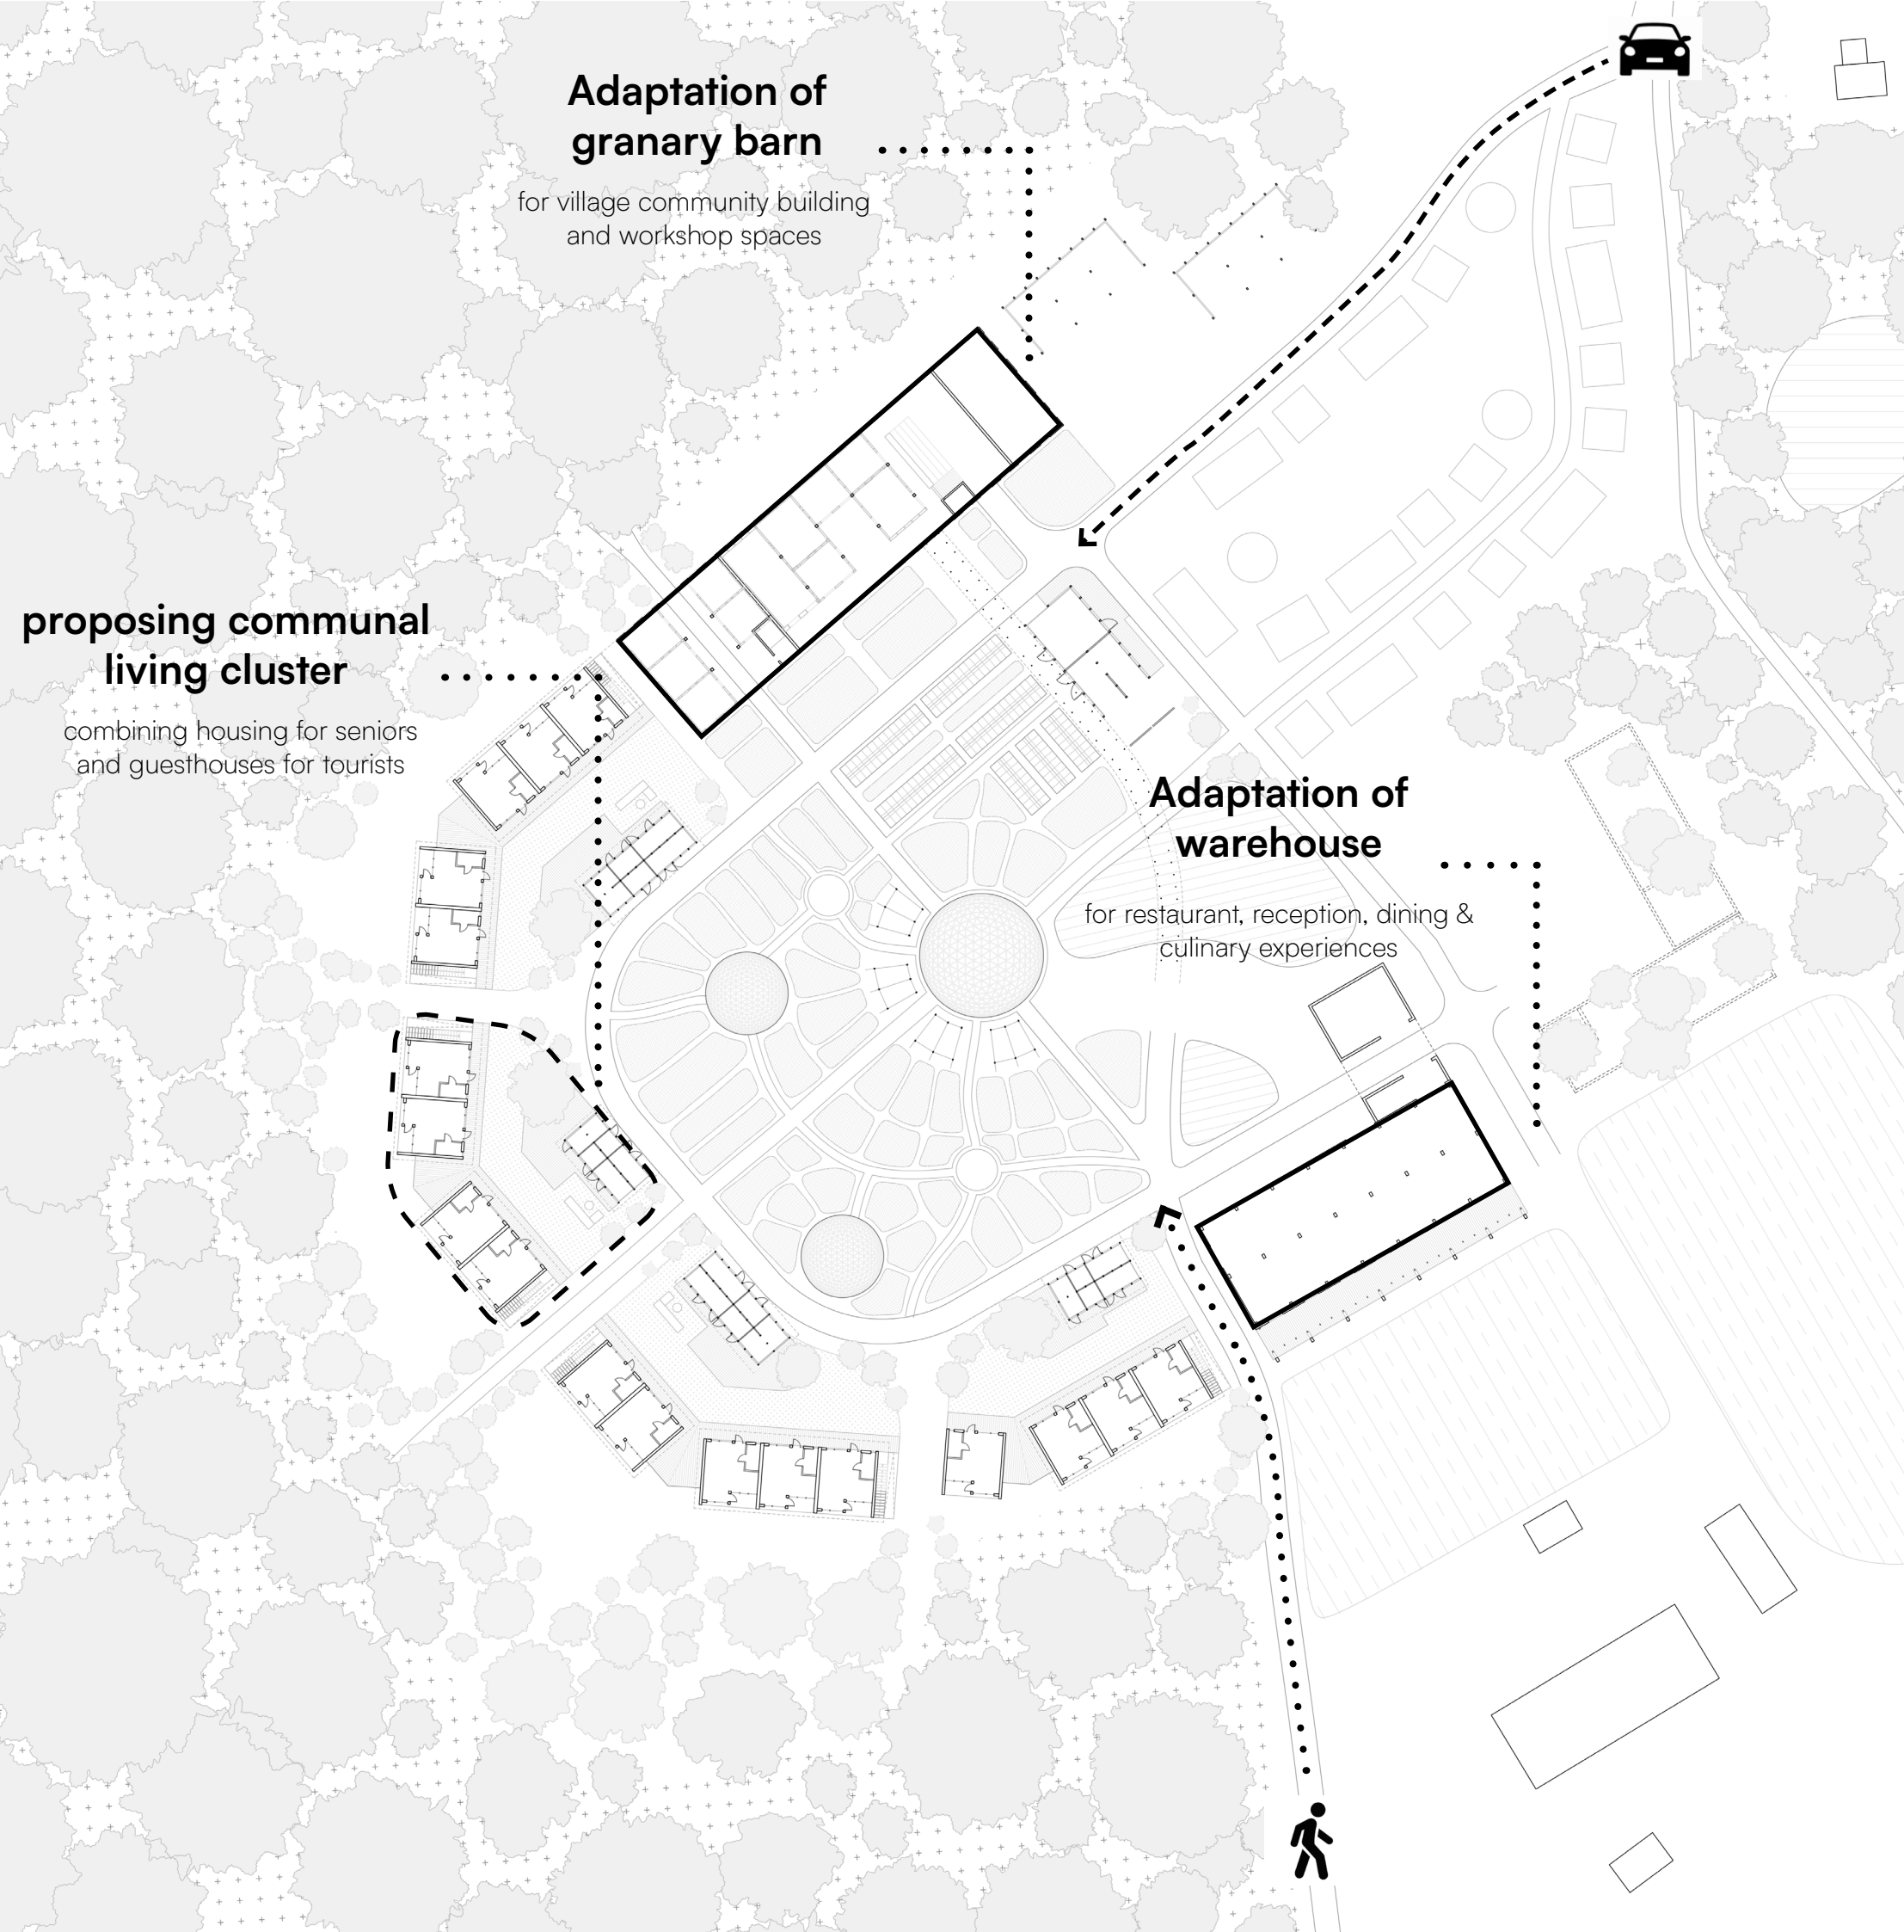 Adaptation of
granary barn
for village community building
and workshop spaces
proposing communal
living cluster
combining housing for seniors
and guesthouses for tourists
Adaptation of
warehouse
for restaurant, reception, dining &
culinary experiences